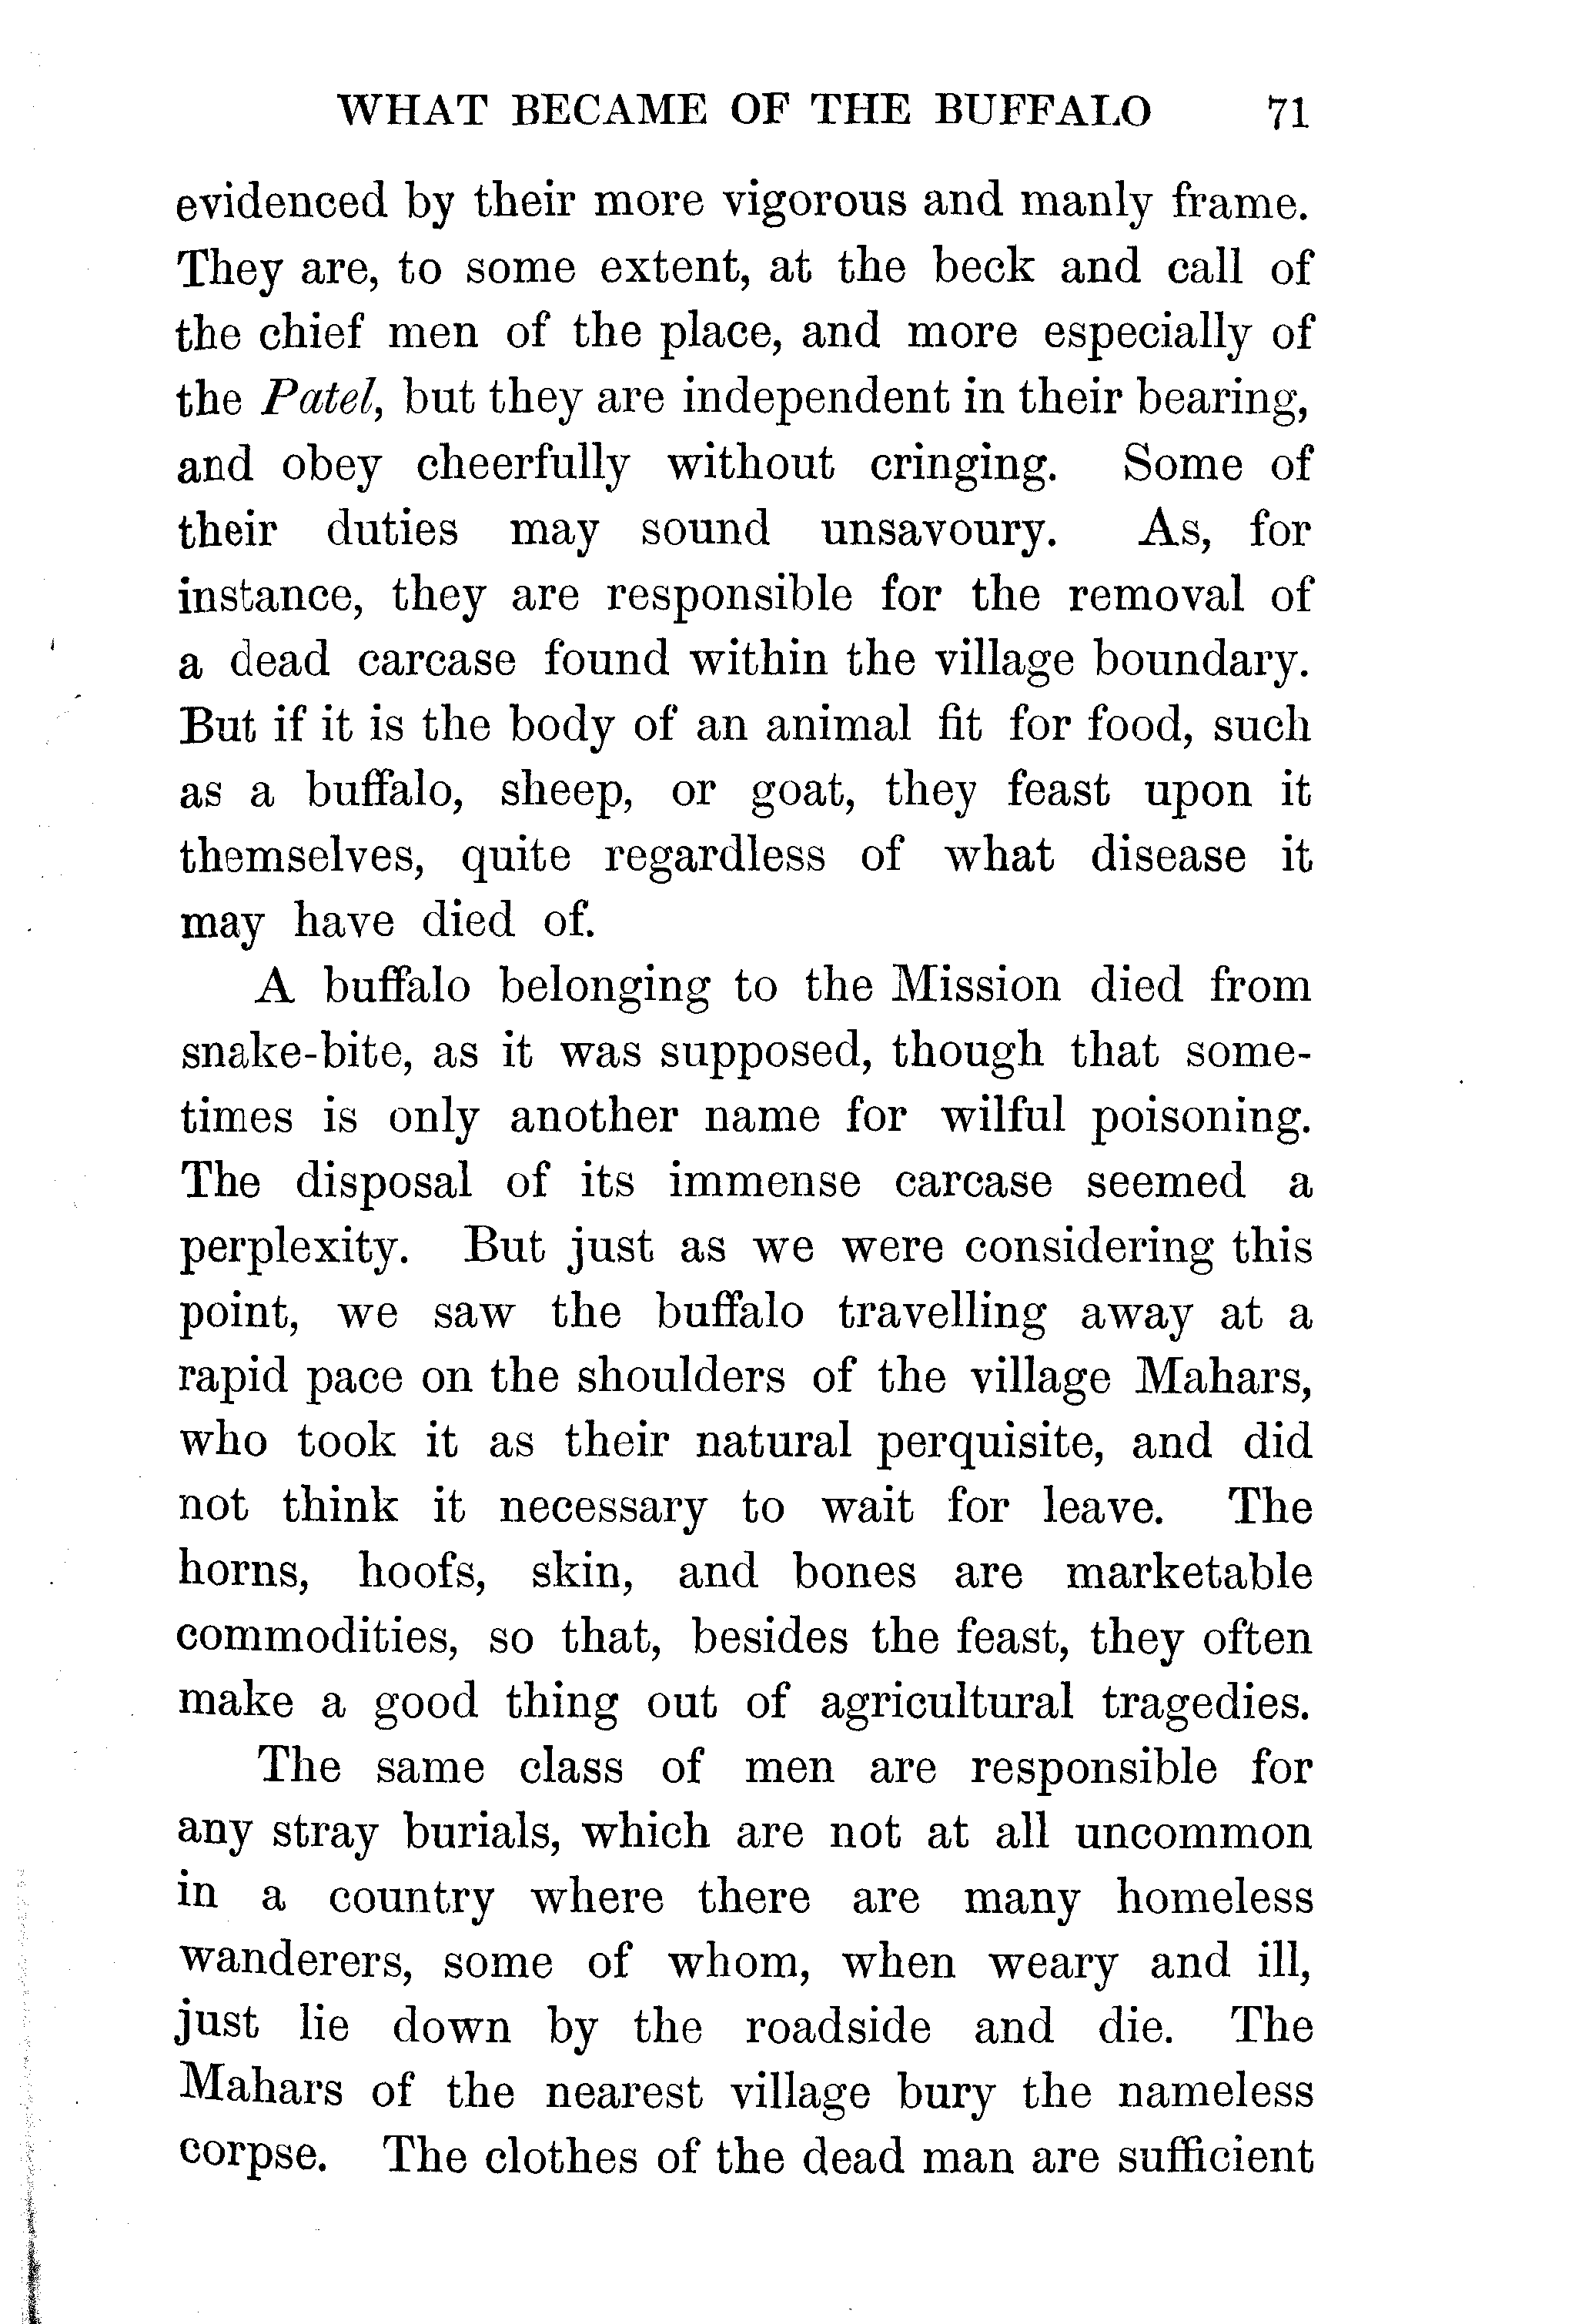 WHAT BECAME OF THE BUFFALO 71
evidenced by their more vigorous and manly frame.
They are, to some extent, at the beck and call of
the chief men of the place, and more especially of
the Patel, but they are independent in their bearing,
and obey cheerfully without cringing. Some of
their duties may sound unsavoury. As, for
instance, they are responsible for the removal of
a dead carcase found within the village boundary.
But if it is the body of an animal fit for food, such
as a buffalo, sheep, or goat, they feast upon it
themselves, quite regardless of what disease it
may have died of.
A buffalo belonging to the Mission died from
snake-bite, as it was supposed, though that some-
times is only another name for wilful poisoning.
The disposal of its immense carcase seemed a
perplexity. But just as we were considering this
point, we saw the buffalo travelling away at a
rapid pace on the shoulders of the village Mahars,
who took it as their natural perquisite, and did
not think it necessary to wait for leave. The
horns, hoofs, skin, and bones are marketable
commodities, so that, besides the feast, they often
make a good thing out of agricultural tragedies.
The same class of men are responsible for
any stray burials, which are not at all uncommon
in a country where there are many homeless
wanderers, some of whom, when weary and ill,
just lie down by the roadside and die. The
Mahars of the nearest village bury the nameless
corpse. The clothes of the dead man are sufficient